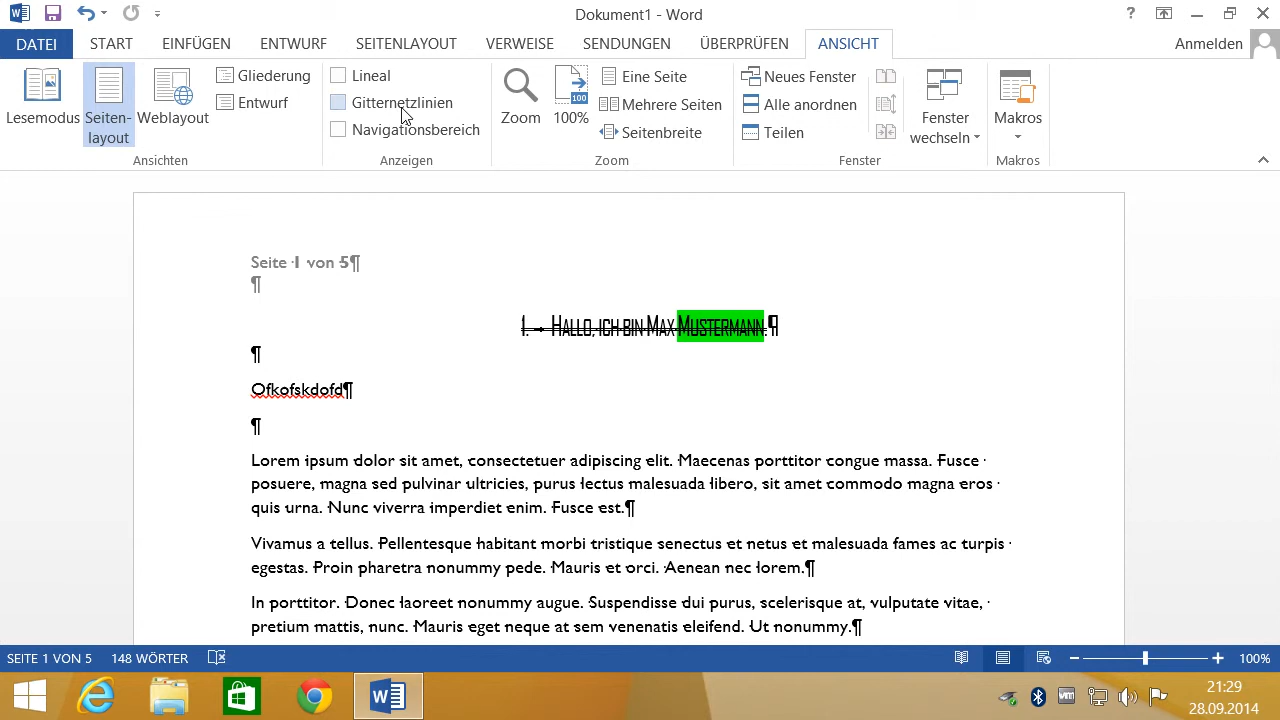 Dokument1 - Word
?
DATEI START EINFÜGEN ENTWURF SEITENLAYOUT VERWEISE SENDUNGEN ÜBERPRÜFEN ANSICHT Anmelden
Lesemodus
Seiten-
layout
Weblayout
Gliederung
Entwurf
Ansichten
Lineal
Gitternetzlinien
Navigationsbereich
Anzeigen
Zoom
100
100%
Eine Seite
Mehrere Seiten
Seitenbreite
Zoom
Neues Fenster
Alle anordnen
Teilen
Fenster
wechseln
Fenster
Makros
Makros
Seite 1 von 5¶
¶
1. → Hallo, ich bin Max Mustermann.¶
¶
Ofkofskdofd¶
¶
Lorem ipsum dolor sit amet, consectetuer adipiscing elit. Maecenas porttitor congue massa. Fusce
posuere, magna sed pulvinar ultricies, purus lectus malesuada libero, sit amet commodo magna eros
quis urna. Nunc viverra imperdiet enim. Fusce est.¶
Vivamus a tellus. Pellentesque habitant morbi tristique senectus et netus et malesuada fames ac turpis
egestas. Proin pharetra nonummy pede. Mauris et orci. Aenean nec lorem.¶
In porttitor. Donec laoreet nonummy augue. Suspendisse dui purus, scelerisque at, vulputate vitae,
pretium mattis, nunc. Mauris eget neque at sem venenatis eleifend. Ut nonummy.¶
SEITE 1 VON 5 148 WÖRTER 100%
21:29
28.09.2014